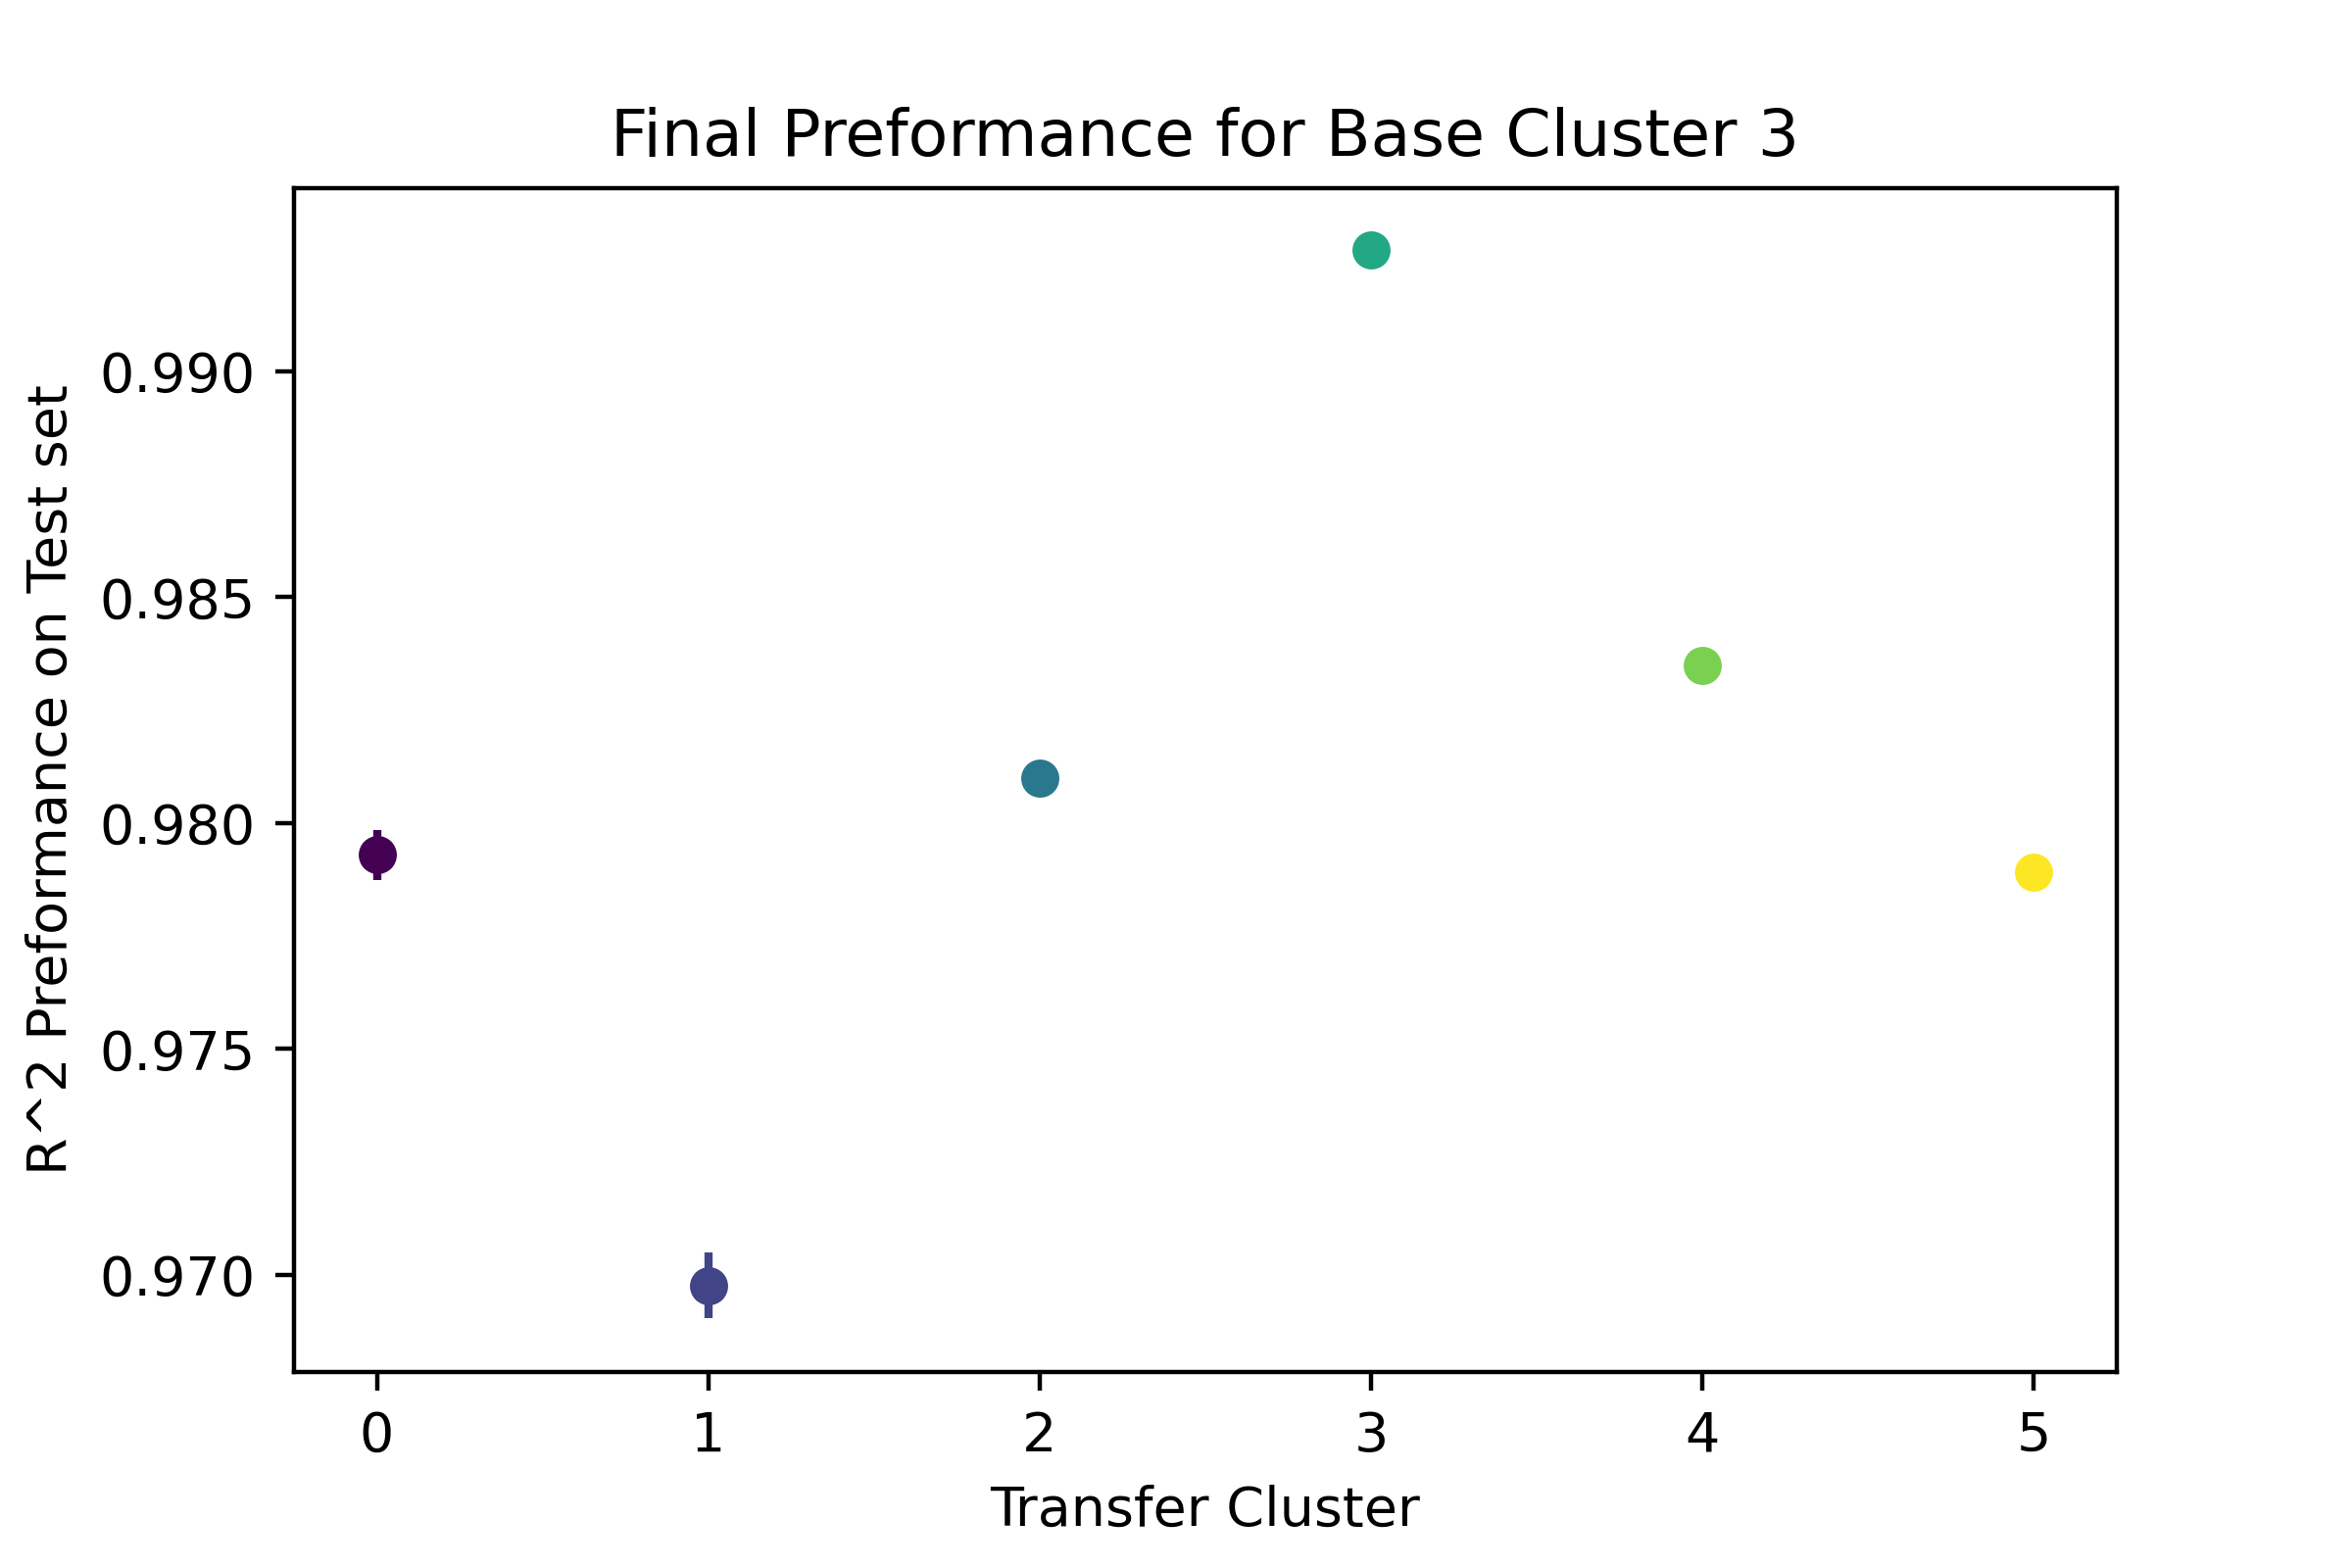 Final Preformance for Base Cluster 3
R^2 Preformance on Test set
0.990
0.985
0.980
0.975
0.970
0 1 2 3 4 5
Transfer Cluster